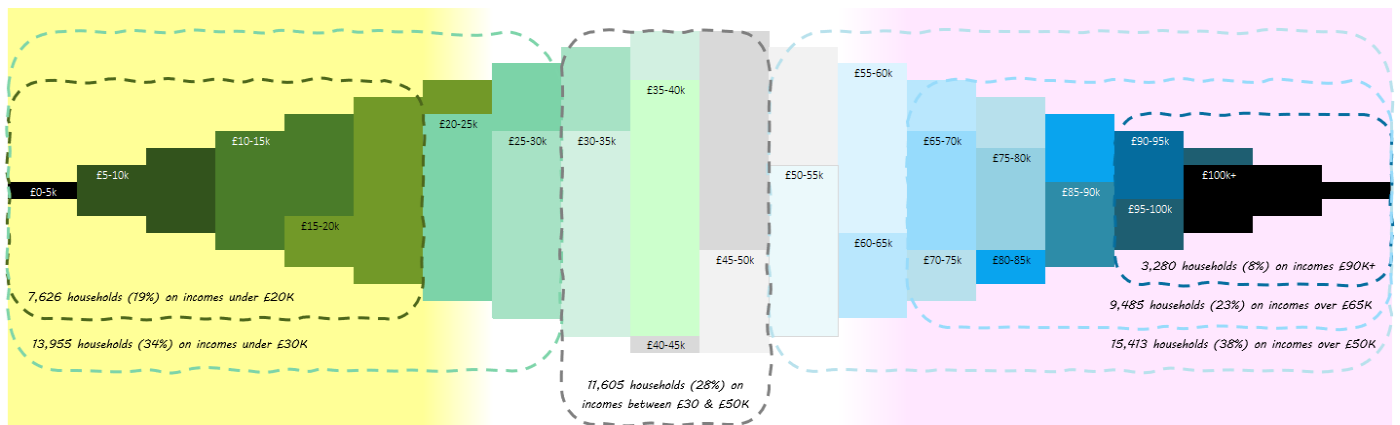 £0-5k
£5-10k
£10-15k
£15-20k
£20-25k
£25-30k
£30-35k
£35-40k
£40-45k
£45-50k
£50-55k
£55-60k
£60-65k
£65-70k
£70-75k
£75-80k
£80-85k
£85-90k
£90-95k
£95-100k
£100k+
7,626 households (19%) on incomes under £20K
13,955 households (34%) on incomes under £30K
11,605 households (28%) on
incomes between £30 & £50K
3,280 households (8%) on incomes £90K+
9,485 households (23%) on incomes over £65K
15,413 households (38%) on incomes over £50K